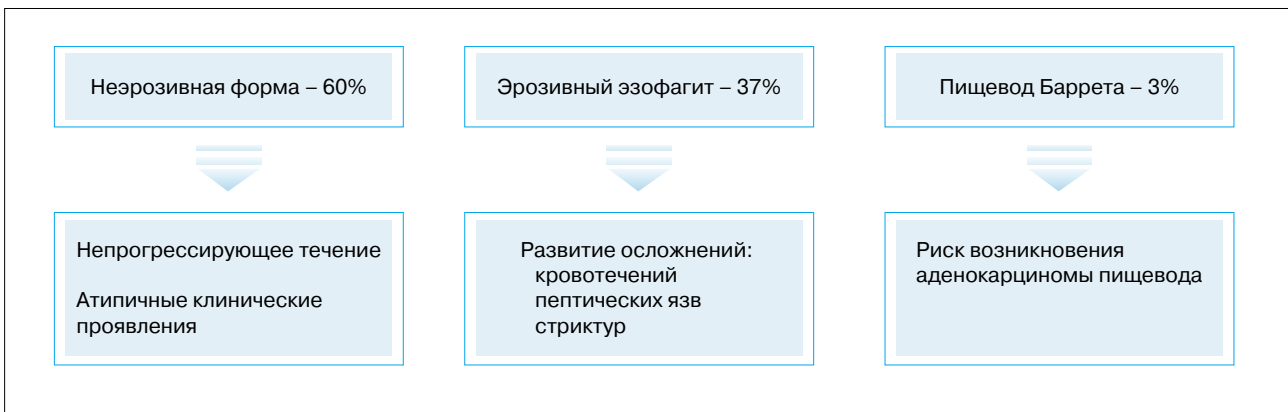 Неэрозивная форма – 60%
Эрозивный эзофагит – 37%
Пищевод Баррета – 3%
Непрогрессирующее течение
Атипичные клинические
проявления
Развитие осложнений:
кровотечений
пептических язв
стриктур
Риск возникновения
аденокарциномы пищевода